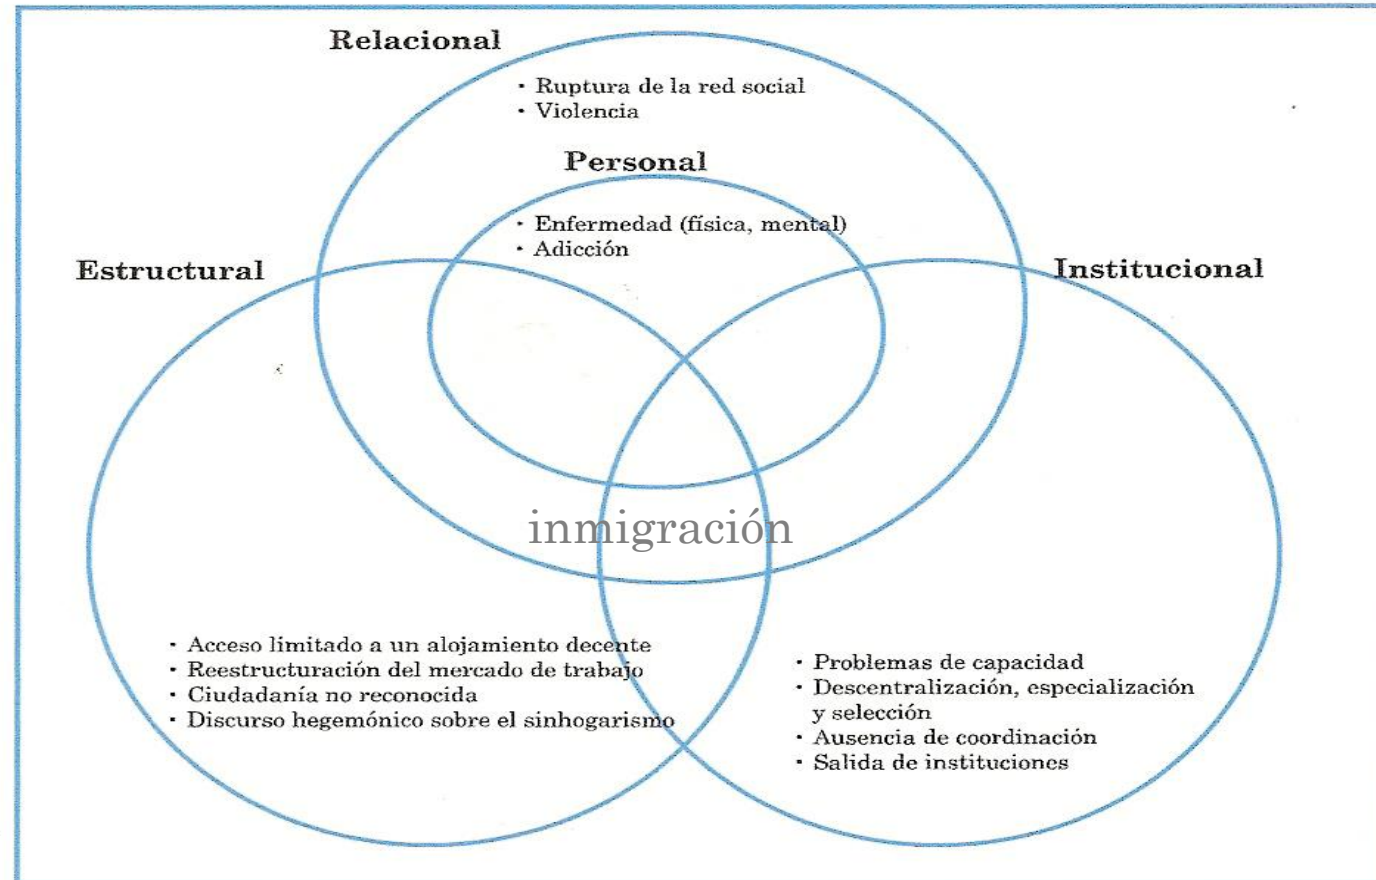 Relacional
· Ruptura de la red social
· Violencia
Personal
· Enfermedad (física, mental)
· Adicción
Estructural
Institucional
inmigración
· Acceso limitado a un alojamiento decente
· Reestructuración del mercado de trabajo
· Ciudadanía no reconocida
· Discurso hegemónico sobre el sinhogarismo
· Problemas de capacidad
· Descentralización, especialización
y selección
· Ausencia de coordinación
· Salida de instituciones